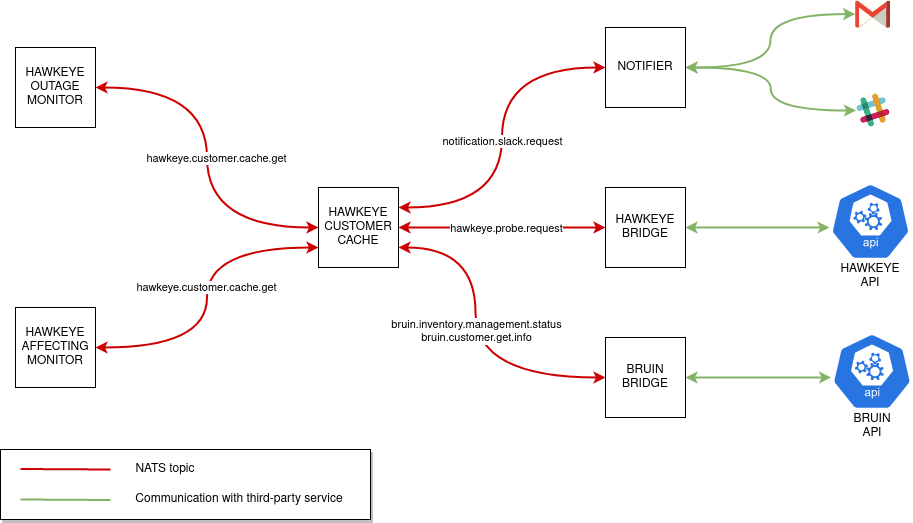 HAWKEYE
OUTAGE
MONITOR
NOTIFIER
notification.slack.request
hawkeye.customer.cache.get
HAWKEYE
CUSTOMER
CACHE
hawkeye.probe.request
HAWKEYE
BRIDGE
api
HAWKEYE
API
hawkeye.customer.cache.get
HAWKEYE
AFFECTING
MONITOR
bruin.inventory.management.status
bruin.customer.get.info
BRUIN
BRIDGE
api
BRUIN
API
NATS topic
Communication with third-party service